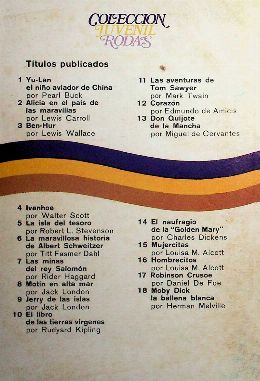 COLECCION
JUVENIL
RODAS
Títulos publicados
1 Yu-Lan
el niño aviador de China
por Pearl Buck
2 Alicia en el país de
las maravillas
por Lewis Carroll
3 Ben-Hur
por Lewis Wallace
4 Ivanhoe
por Walter Scott
5 La isla del tesoro
por Robert L. Stevenson
6 La maravillosa historia
de Albert Schweitzer
por Titt Fasmer Dahl
7 Las minas
del rey Salomón
por Rider Haggard
8 Motín en alta mar
por Jack London
9 Jerry de las islas
por Jack London
10 El libro
de las tierras vírgenes
por Rudyard Kipling
11 Las aventuras de
Tom Sawyer
por Mark Twain
12 Corazón
por Edmundo de Amicis
13 Don Quijote
de la Mancha
por Miguel de Cervantes
14 El naufragio
de la "Golden Mary"
por Charles Dickens
15 Mujercitas
por Louisa M. Alcott
16 Hombrecitos
por Louisa M. Alcott
17 Robinson Crusoe
por Daniel De Foe
18 Moby Dick
la ballena blanca
por Herman Melville